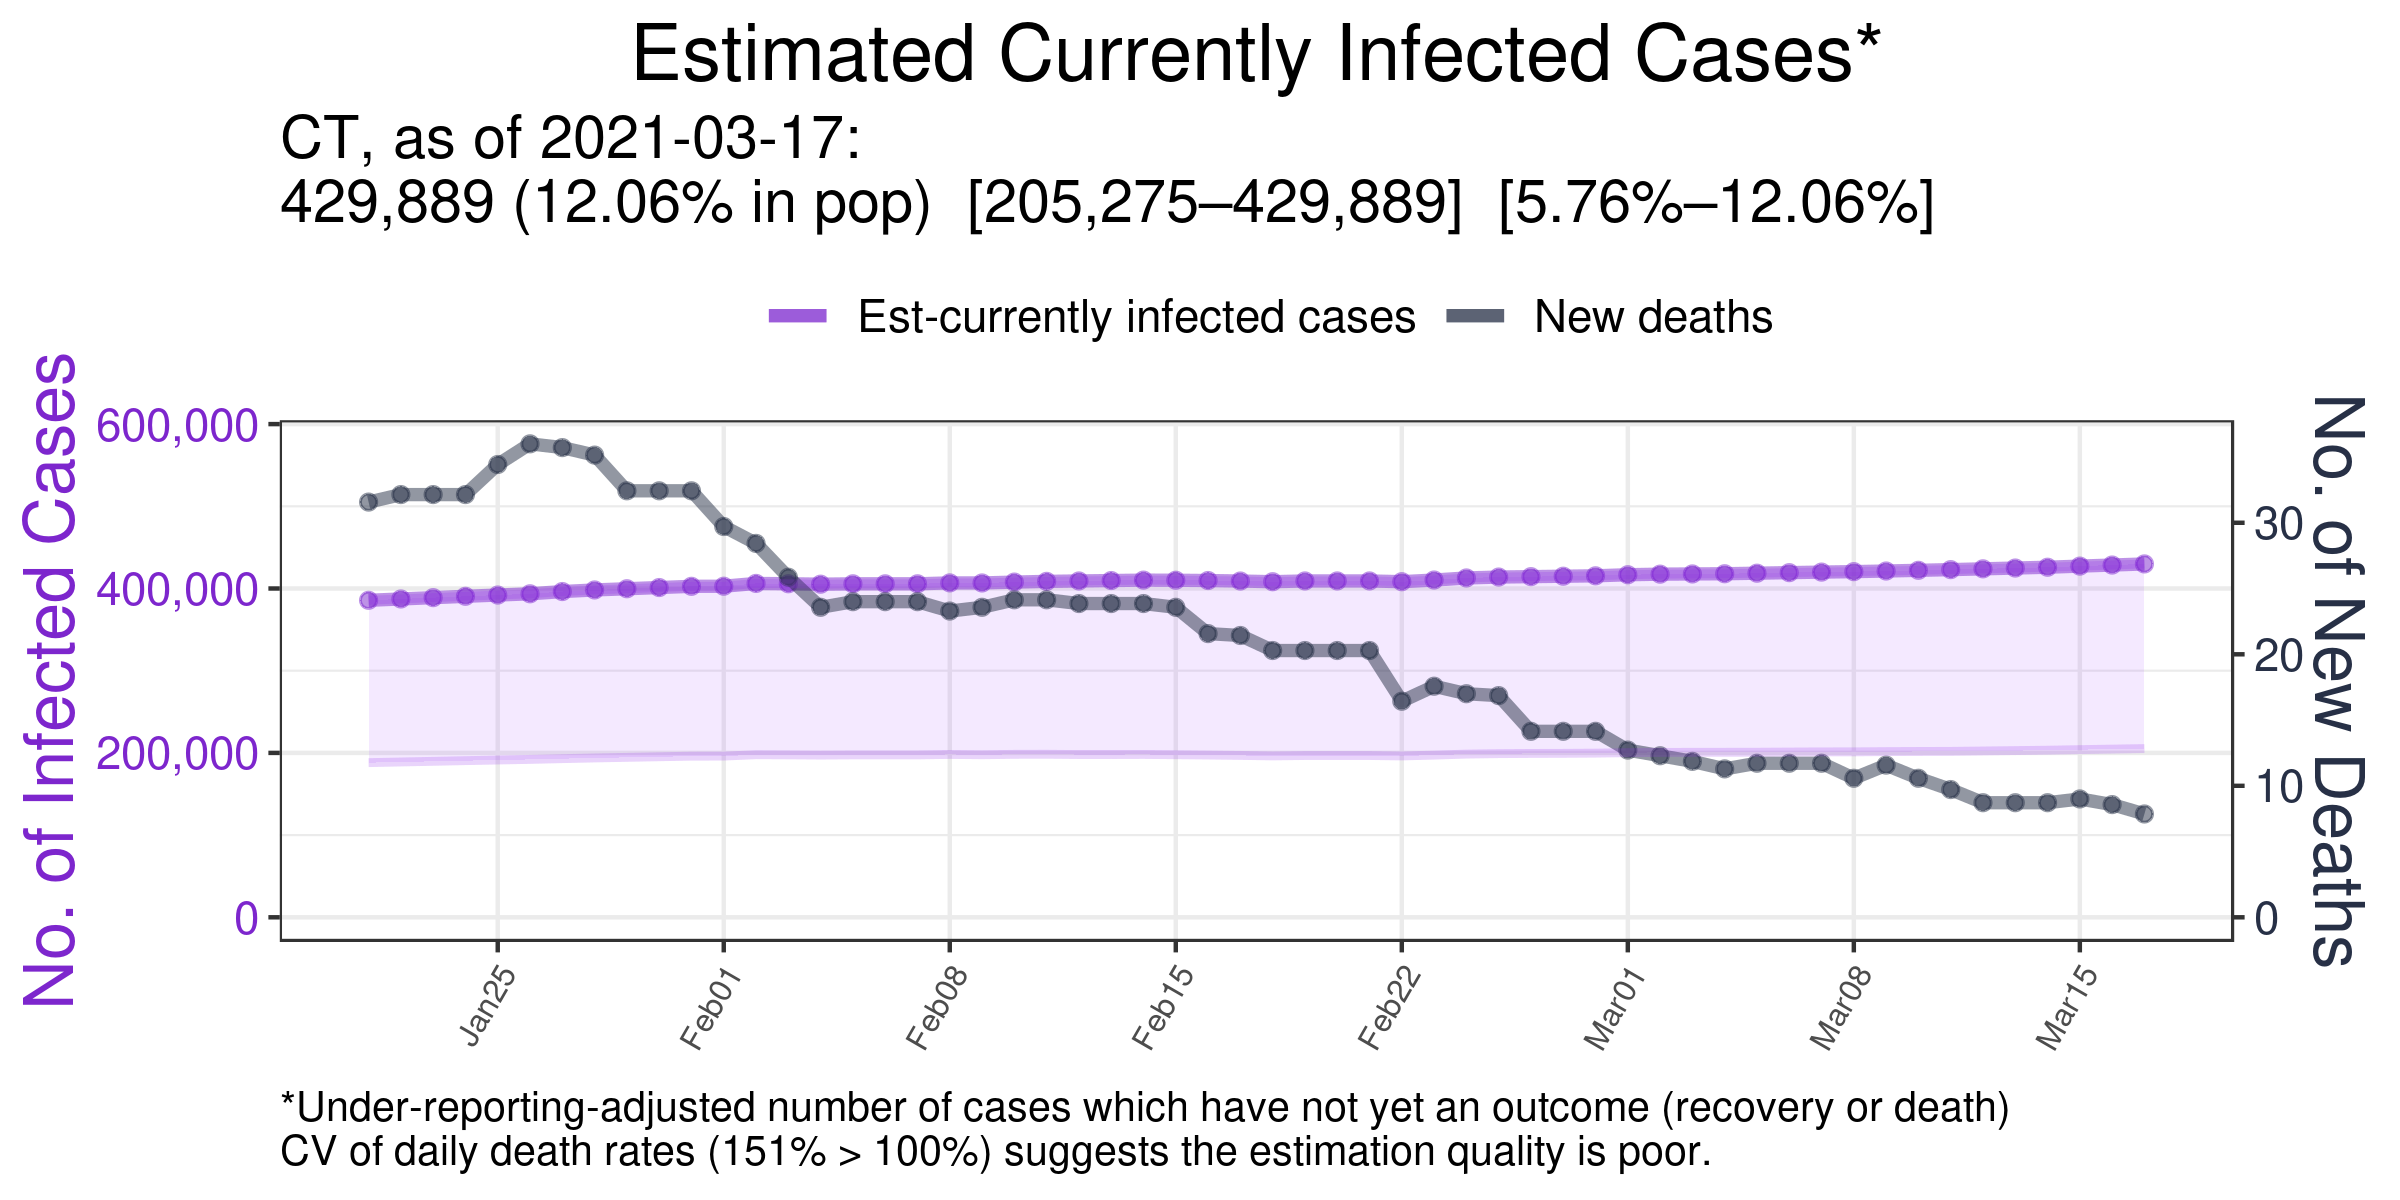 Estimated Currently Infected Cases*
CT, as of 2021-03-17:
429,889 (12.06% in pop)  [205,275–429,889]  [5.76%–12.06%]
Est-currently infected cases
New deaths
No. of Infected Cases
600,000
400,000
200,000
0
No. of New Deaths
30
20
10
0
Jan25
Feb01
Feb08
Feb15
Feb22
Mar01
Mar08
Mar15
*Under-reporting-adjusted number of cases which have not yet an outcome (recovery or death)
CV of daily death rates (151% > 100%) suggests the estimation quality is poor.